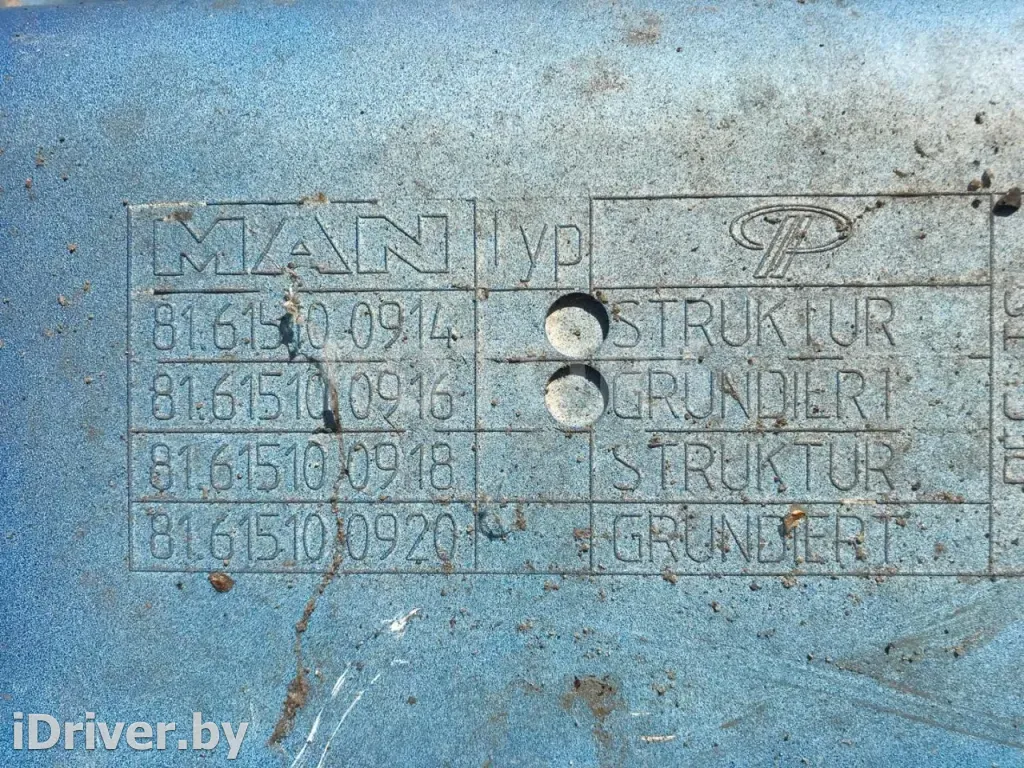 MAN Typ
81.61510 0914 STRUKTUR
81.61510 0916 GRUNDIERT
81.61510 0918 STRUKTUR
81.61510 0920 GRUNDIERT
iDriver.by